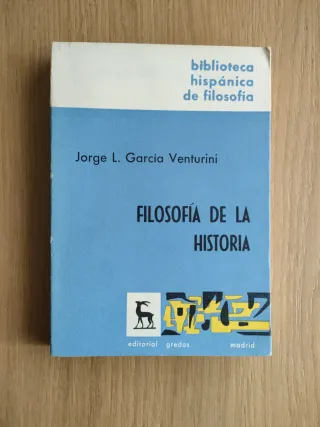 biblioteca
hispánica
de filosofía
Jorge L. García Venturini
FILOSOFÍA DE LA
HISTORIA
editorial gredos madrid